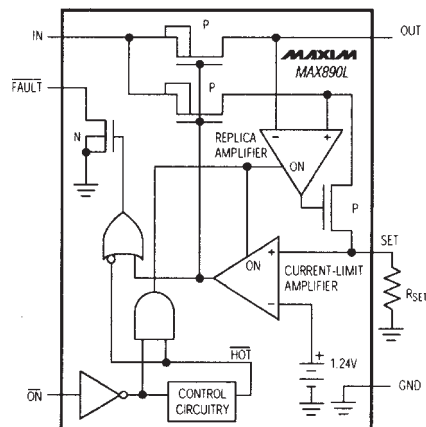 IN
P
OUT
MAXIM
MAX890L
FAULT
P
N
REPLICA
AMPLIFIER
- +
ON
P
SET
ON
+
CURRENT-LIMIT
AMPLIFIER
-
RSET
HOT
+
1.24V
ON
CONTROL
CIRCUITRY
GND